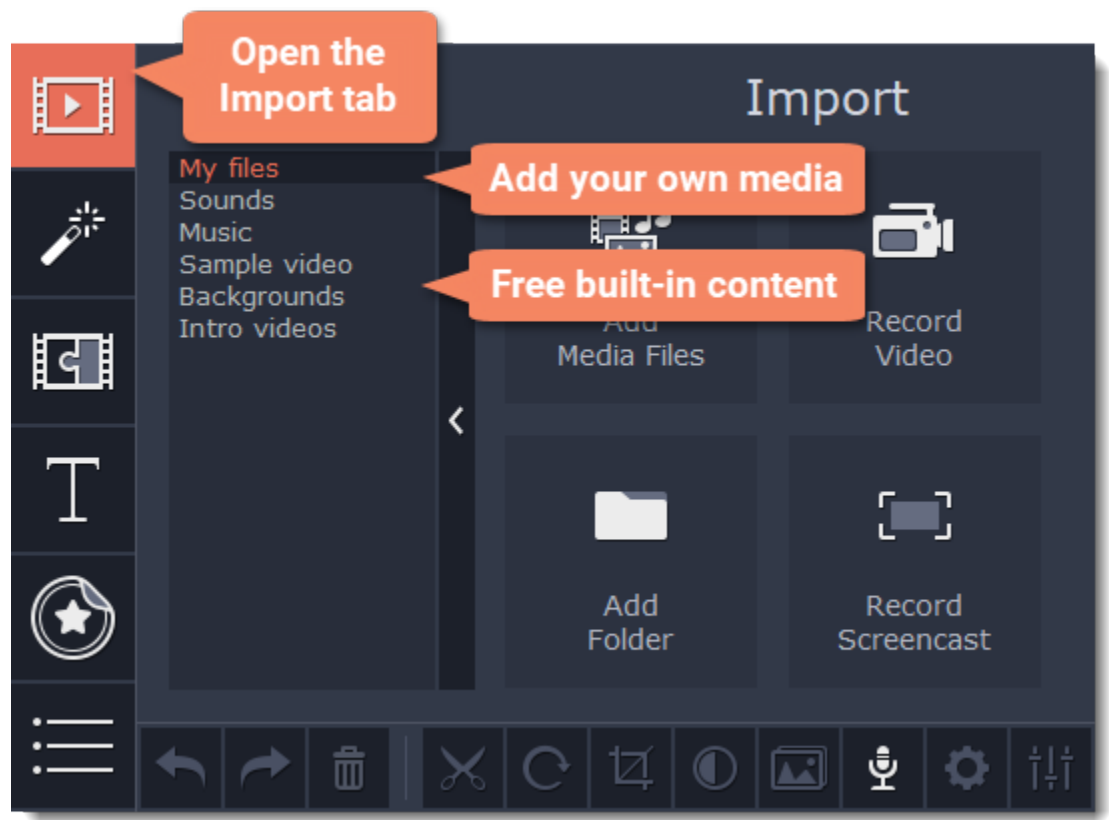 Open the
Import tab
Import
My files
Add your own media
Sounds
Music
Sample video
Backgrounds
Free built-in content
Intro videos
Add
Media Files
Record
Video
Add
Folder
Record
Screencast